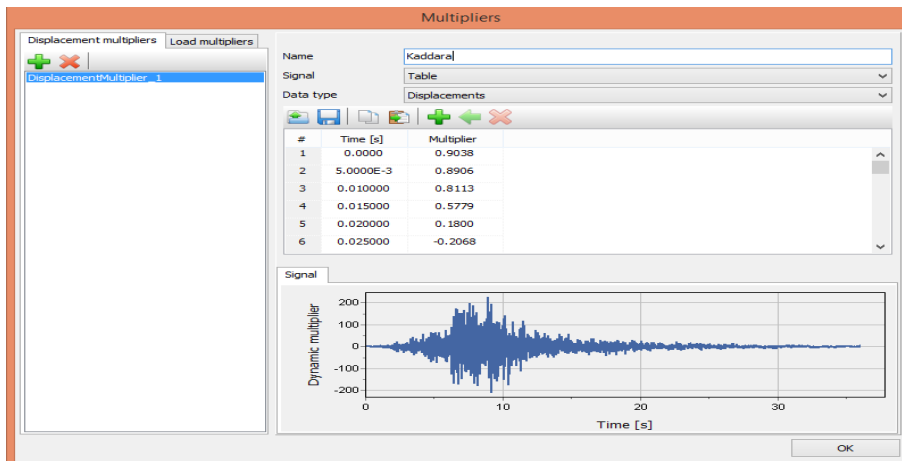 Multipliers
Displacement multipliers Load multipliers
DisplacementMultiplier_1
Name Kaddara
Signal Table
Data type Displacements
# Time [s] Multiplier
1 0.0000 0.9038
2 5.0000E-3 0.8906
3 0.010000 0.8113
4 0.015000 0.5779
5 0.020000 0.1800
6 0.025000 -0.2068
Signal
Dynamic multiplier
200
100
0
-100
-200
0 10 20 30
Time [s]
OK